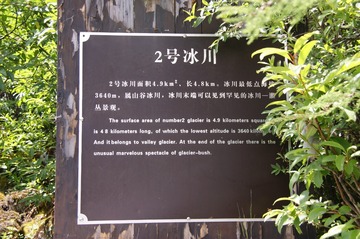 2号冰川
2号冰川面积4.9km²、长4.8km，冰川最低点
3640m，属山谷冰川，冰川末端可以见到罕见的冰川—
丛景观。
The surface area of number2 glacier is 4.9 kilometers square
is 4 8 kilometers long, of which the lowest altitude is 3640
And it belongs to valley glacier. At the end of the glacier there is the
unusual marvelous spectacle of glacier-bush.